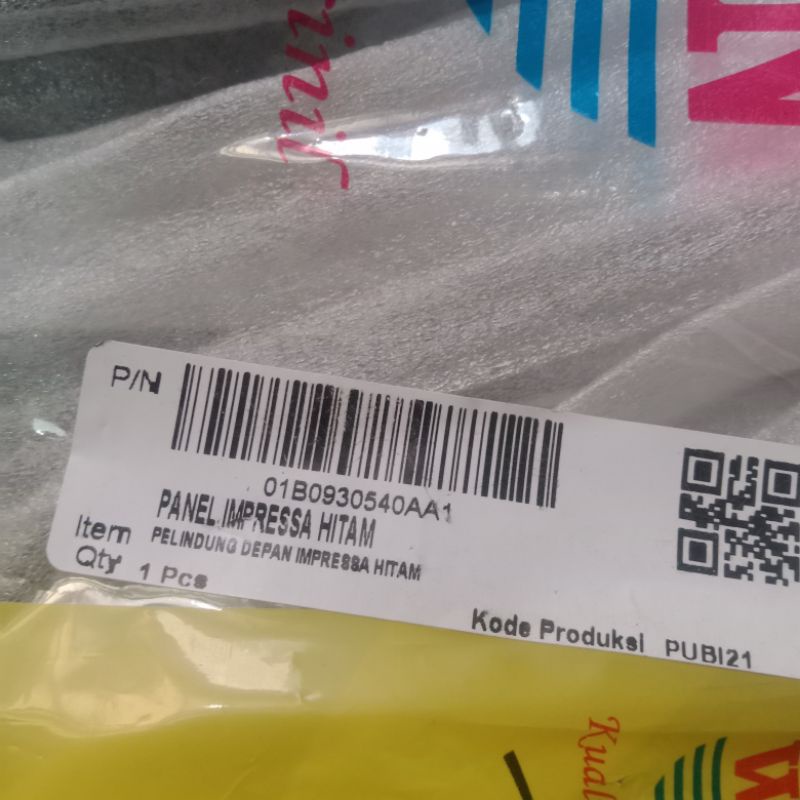 P/N
01B0930540AA1
Item PANEL IMPRESSA HITAM
PELINDUNG DEPAN IMPRESSA HITAM
Qty 1 Pcs
Kode Produksi PUBI21